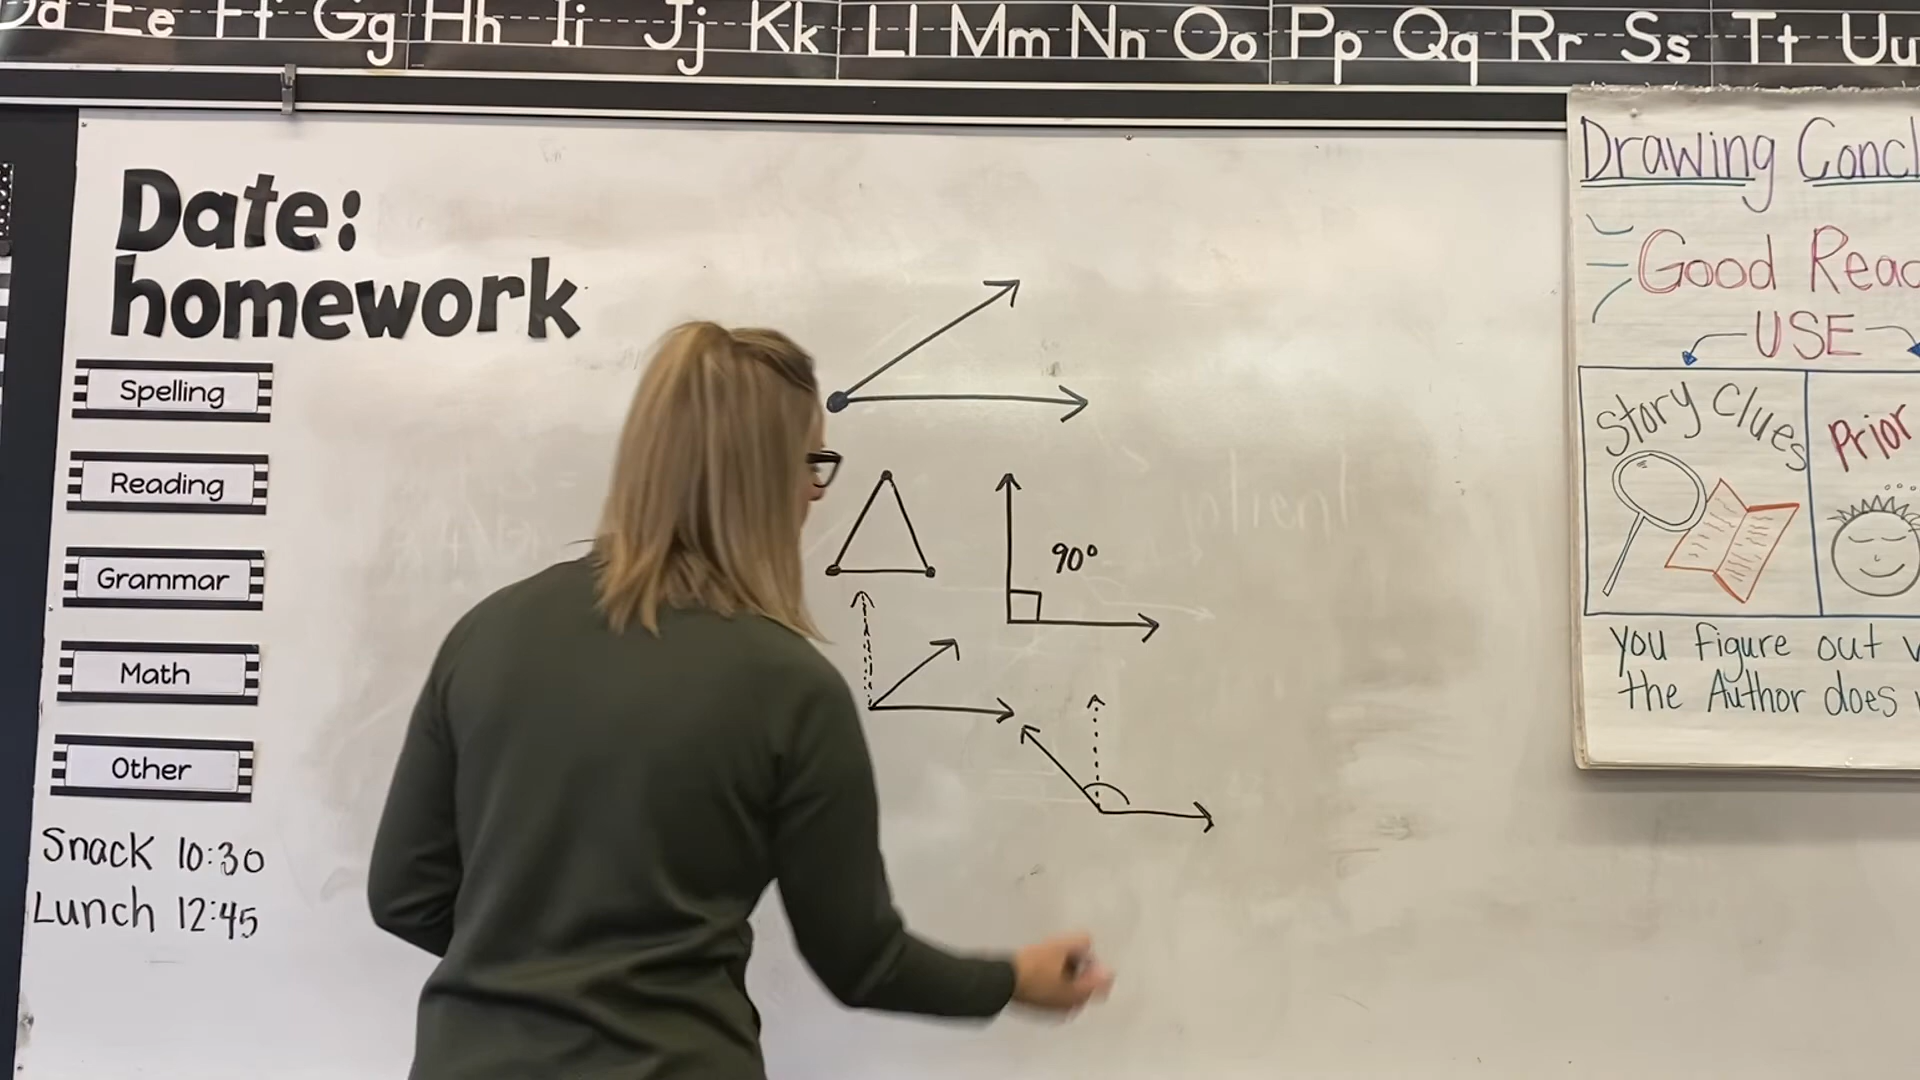 Ee Ff Gg Hh Ii Jj Kk Ll Mm Nn Oo Pp Qq Rr Ss Tt Uu
Date:
homework
Spelling
Reading
Grammar
Math
Other
Snack 10:30
Lunch 12:45
90°
Drawing Concl
Good Read
USE
Story Clues
Prior
you figure out w
the Author does